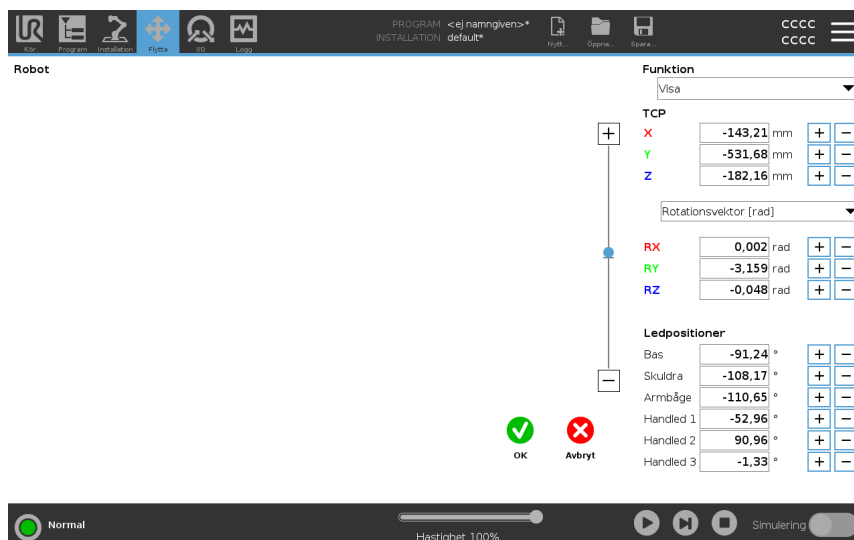 UR
PROGRAM <ej namngiven>*
INSTALLATION default*
CCCC
CCCC
Kör Program Installation Flytta I/O Logg Nytt... Öppna... Spara...
Robot
Funktion
Visa
TCP
X -143,21 mm + −
Y -531,68 mm + −
Z -182,16 mm + −
Rotationsvektor [rad]
RX 0,002 rad + −
RY -3,159 rad + −
RZ -0,048 rad + −
Ledpositioner
Bas -91,24 ° + −
Skuldra -108,17 ° + −
Armbåge -110,65 ° + −
Handled 1 -52,96 ° + −
Handled 2 90,96 ° + −
Handled 3 -1,33 ° + −
OK Avbryt
Normal
Hastighet 100%
Simulering